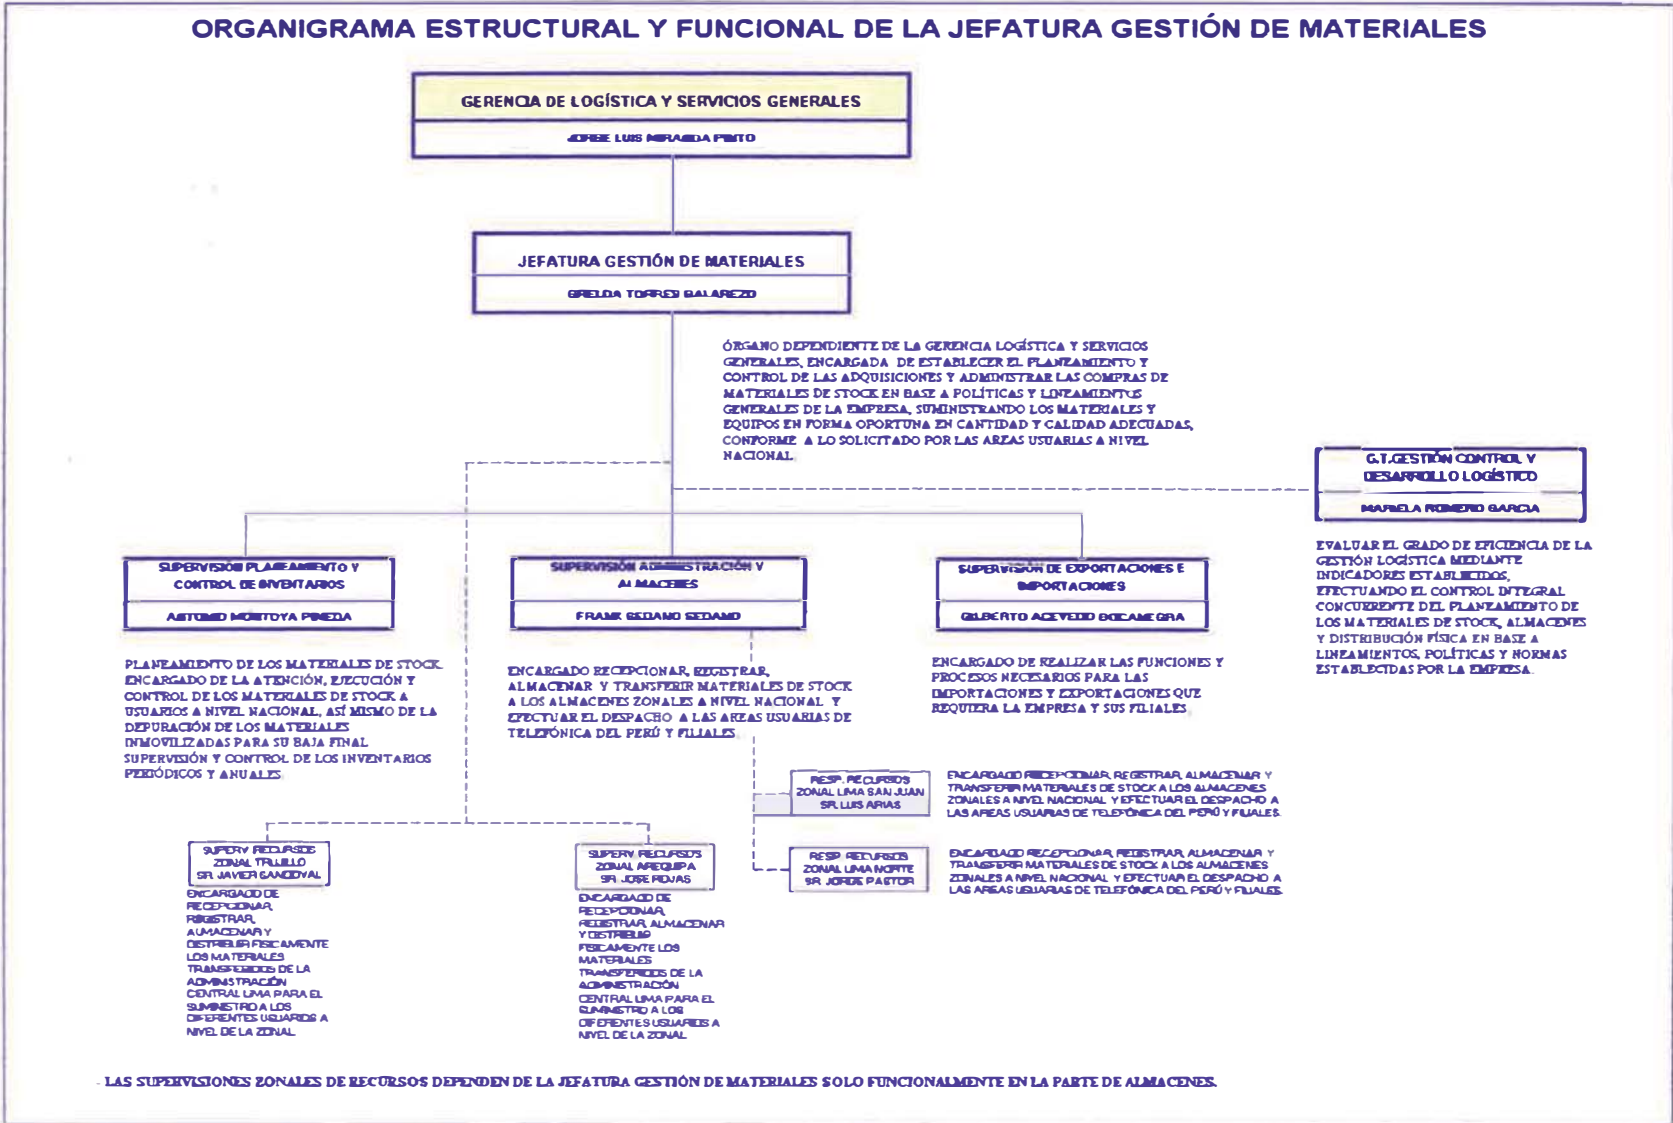 ORGANIGRAMA ESTRUCTURAL Y FUNCIONAL DE LA JEFATURA GESTIÓN DE MATERIALES
GERENCIA DE LOGÍSTICA Y SERVICIOS GENERALES
JORGE LUIS MIRANDA PINTO
JEFATURA GESTIÓN DE MATERIALES
GRELDA TORRES BALAREZO
ÓRGANO DEPENDIENTE DE LA GERENCIA LOGÍSTICA Y SERVICIOS
GENERALES, ENCARGADA DE ESTABLECER EL PLANEAMIENTO Y
CONTROL DE LAS ADQUISICIONES Y ADMINISTRAR LAS COMPRAS DE
MATERIALES DE STOCK EN BASE A POLÍTICAS Y LINEAMIENTOS
GENERALES DE LA EMPRESA, SUMINISTRANDO LOS MATERIALES Y
EQUIPOS EN FORMA OPORTUNA EN CANTIDAD Y CALIDAD ADECUADAS,
CONFORME A LO SOLICITADO POR LAS AREAS USUARIAS A NIVEL
NACIONAL.
G.T.GESTIÓN CONTROL Y
DESARROLLO LOGÍSTICO
MARIELA ROMERO GARCIA
EVALUAR EL GRADO DE EFICIENCIA DE LA
GESTIÓN LOGÍSTICA MEDIANTE
INDICADORES ESTABLECIDOS,
EFECTUANDO EL CONTROL INTEGRAL
CONCURRENTE DEL PLANEAMIENTO DE
LOS MATERIALES DE STOCK, ALMACENES
Y DISTRIBUCIÓN FÍSICA EN BASE A
LINEAMIENTOS, POLÍTICAS Y NORMAS
ESTABLECIDAS POR LA EMPRESA.
SUPERVISIÓN PLANEAMIENTO Y
CONTROL DE INVENTARIOS
ANTONIO MONTOYA PINEDA
PLANEAMIENTO DE LOS MATERIALES DE STOCK.
ENCARGADO DE LA ATENCIÓN, EJECUCIÓN Y
CONTROL DE LOS MATERIALES DE STOCK A
USUARIOS A NIVEL NACIONAL, ASÍ MISMO DE LA
DEPURACIÓN DE LOS MATERIALES
INMOVILIZADAS PARA SU BAJA FINAL
SUPERVISIÓN Y CONTROL DE LOS INVENTARIOS
PERIÓDICOS Y ANUALES.
SUPERVISIÓN ADMINISTRACIÓN Y
ALMACENES
FRANK SEDANO SEDANO
ENCARGADO RECEPCIONAR, REGISTRAR,
ALMACENAR Y TRANSFERIR MATERIALES DE STOCK
A LOS ALMACENES ZONALES A NIVEL NACIONAL Y
EFECTUAR EL DESPACHO A LAS AREAS USUARIAS DE
TELEFÓNICA DEL PERÚ Y FILIALES.
SUPERVISIÓN DE EXPORTACIONES E
IMPORTACIONES
GILBERTO ACEVEDO BOCANEGRA
ENCARGADO DE REALIZAR LAS FUNCIONES Y
PROCESOS NECESARIOS PARA LAS
IMPORTACIONES Y EXPORTACIONES QUE
REQUIERA LA EMPRESA Y SUS FILIALES.
RESP. RECURSOS
ZONAL LIMA SAN JUAN
SR. LUIS ARIAS
ENCARGADO RECEPCIONAR, REGISTRAR, ALMACENAR Y
TRANSFERIR MATERIALES DE STOCK A LOS ALMACENES
ZONALES A NIVEL NACIONAL Y EFECTUAR EL DESPACHO A
LAS AREAS USUARIAS DE TELEFÓNICA DEL PERÚ Y FILIALES.
RESP. RECURSOS
ZONAL LIMA NORTE
SR. JORGE PASTOR
ENCARGADO RECEPCIONAR, REGISTRAR, ALMACENAR Y
TRANSFERIR MATERIALES DE STOCK A LOS ALMACENES
ZONALES A NIVEL NACIONAL Y EFECTUAR EL DESPACHO A
LAS AREAS USUARIAS DE TELEFÓNICA DEL PERÚ Y FILIALES.
SUPERV. RECURSOS
ZONAL TRUJILLO
SR. JAVIER SANDOVAL
ENCARGADO DE
RECEPCIONAR,
REGISTRAR,
ALMACENAR Y
DISTRIBUIR FISICAMENTE
LOS MATERIALES
TRANSFERIDOS DE LA
ADMINISTRACIÓN
CENTRAL LIMA PARA EL
SUMINISTRO A LOS
DIFERENTES USUARIOS A
NIVEL DE LA ZONAL
SUPERV. RECURSOS
ZONAL AREQUIPA
SR. JOSE ROJAS
ENCARGADO DE
RECEPCIONAR,
REGISTRAR, ALMACENAR
Y DISTRIBUIR
FISICAMENTE LOS
MATERIALES
TRANSFERIDOS DE LA
ADMINISTRACIÓN
CENTRAL LIMA PARA EL
SUMINISTRO A LOS
DIFERENTES USUARIOS A
NIVEL DE LA ZONAL
- LAS SUPERVISIONES ZONALES DE RECURSOS DEPENDEN DE LA JEFATURA GESTIÓN DE MATERIALES SOLO FUNCIONALMENTE EN LA PARTE DE ALMACENES.